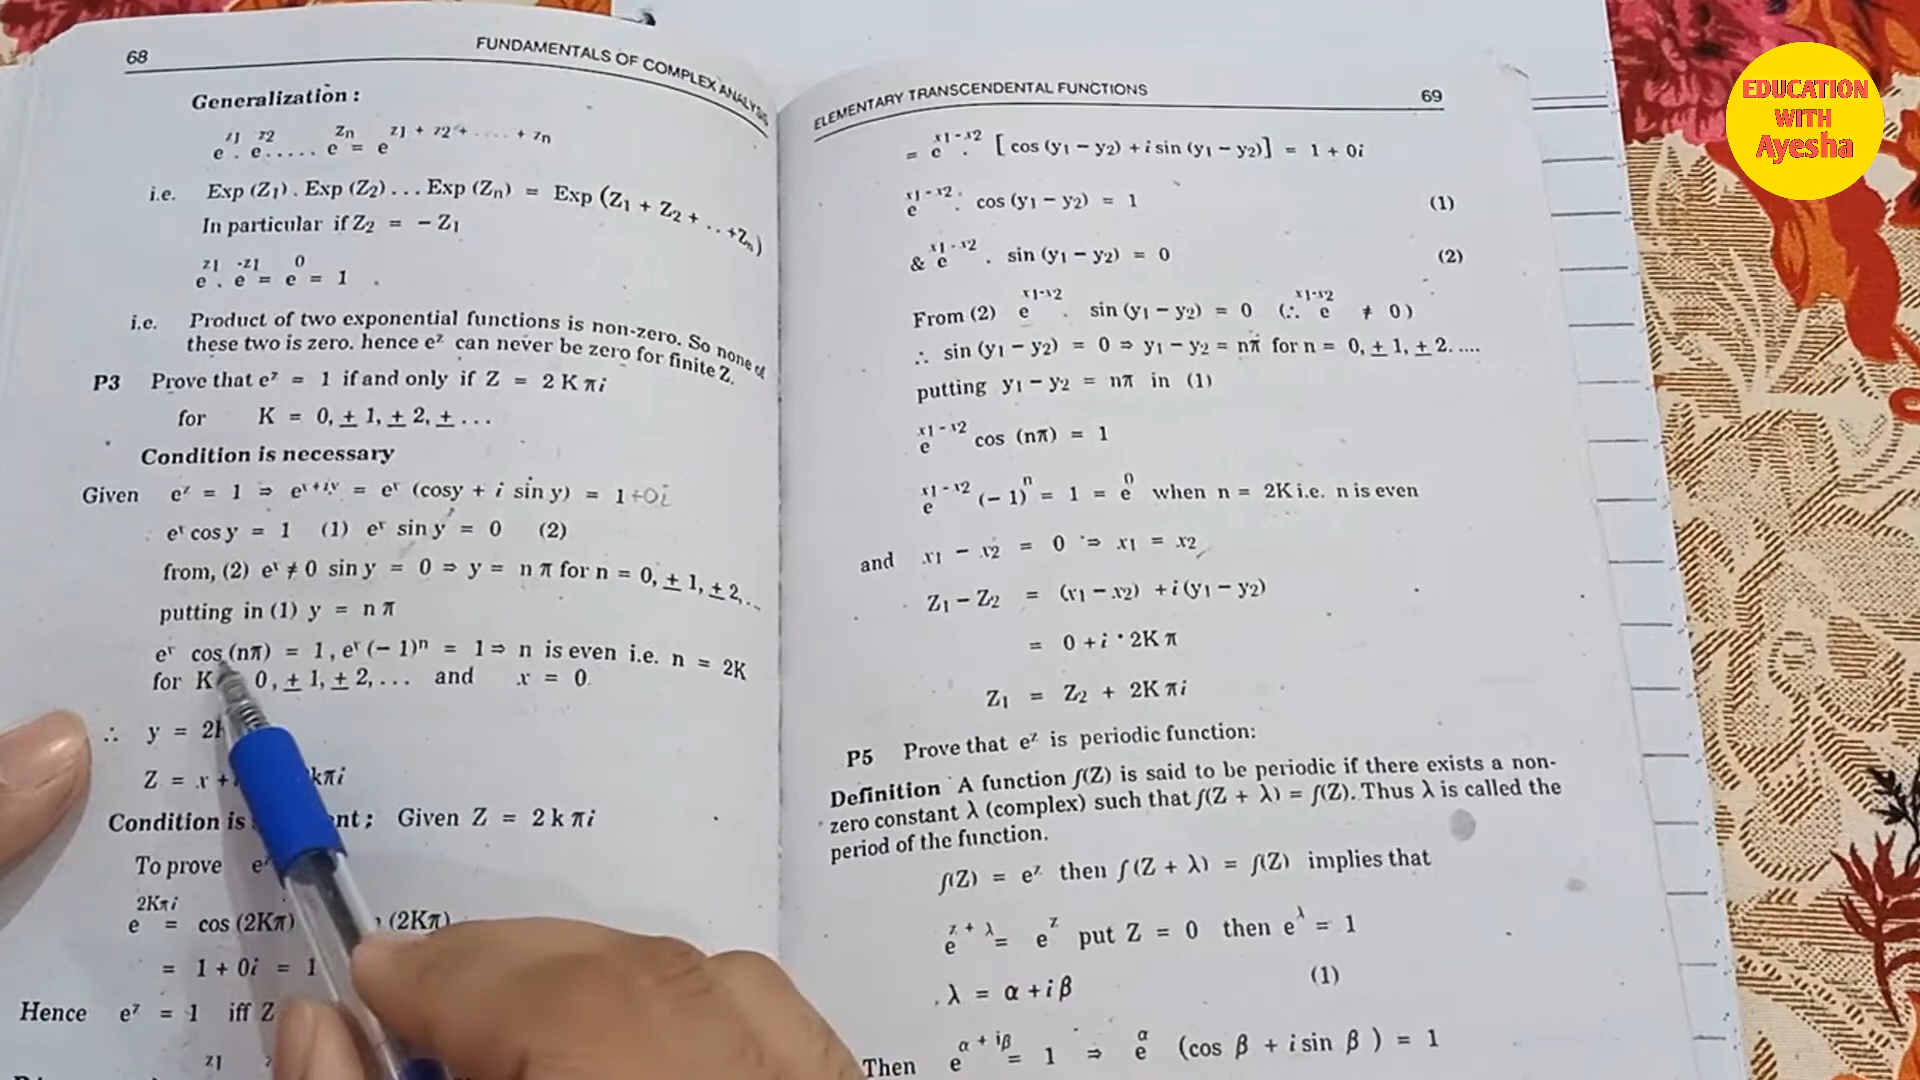 68
FUNDAMENTALS OF COMPLEX ANALYSIS
Generalization :
e^z1 . e^z2 ..... e^zn = e^(z1 + z2 + .... + zn)
i.e. Exp (Z1) . Exp (Z2) ... Exp (Zn) = Exp (Z1 + Z2 + .. +Zn)
In particular if Z2 = - Z1
e^z1 . e^-z1 = e^0 = 1 .
i.e. Product of two exponential functions is non-zero. So none of
these two is zero. hence e^z can never be zero for finite Z.
P3 Prove that e^z = 1 if and only if Z = 2 K πi
for K = 0, ± 1, ± 2, ± ...
Condition is necessary
Given e^z = 1 ⇒ e^(x+iy) = e^x (cosy + i sin y) = 1+0i
e^x cos y = 1 (1) e^x sin y = 0 (2)
from, (2) e^x ≠ 0 sin y = 0 ⇒ y = n π for n = 0, ± 1, ± 2, ..
putting in (1) y = n π
e^x cos (nπ) = 1 , e^x (− 1)^n = 1 ⇒ n is even i.e. n = 2K
for K 0 , ± 1, ± 2, ... and x = 0
∴ y = 2k
Z = x + kπi
Condition is nt ; Given Z = 2 k πi
To prove e
e^2Kπi = cos (2Kπ) (2Kπ)
= 1 + 0i = 1
Hence e^z = 1 iff Z
z1
ELEMENTARY TRANSCENDENTAL FUNCTIONS
69
= e^(x1 - x2) . [ cos (y1 − y2) + i sin (y1 − y2)] = 1 + 0i
e^(x1 - x2) . cos (y1 − y2) = 1 (1)
& e^(x1 - x2) . sin (y1 − y2) = 0 (2)
From (2) e^(x1-x2) . sin (y1 − y2) = 0 (∴ e^(x1-x2) ≠ 0 )
∴ sin (y1 − y2) = 0 ⇒ y1 − y2 = nπ for n = 0, ± 1, ± 2. ....
putting y1 − y2 = nπ in (1)
e^(x1 - x2) cos (nπ) = 1
e^(x1 - x2) (− 1)^n = 1 = e^0 when n = 2K i.e. n is even
and x1 − x2 = 0 ⇒ x1 = x2
Z1 − Z2 = (x1 − x2) + i (y1 − y2)
= 0 + i · 2K π
Z1 = Z2 + 2K πi
P5 Prove that e^z is periodic function:
Definition A function f(Z) is said to be periodic if there exists a non-
zero constant λ (complex) such that f(Z + λ) = f(Z). Thus λ is called the
period of the function.
f(Z) = e^z then f (Z + λ) = f(Z) implies that
e^(z + λ) = e^z put Z = 0 then e^λ = 1
λ = α + i β (1)
Then e^(α + iβ) = 1 ⇒ e^α (cos β + i sin β ) = 1
EDUCATION
WITH
Ayesha